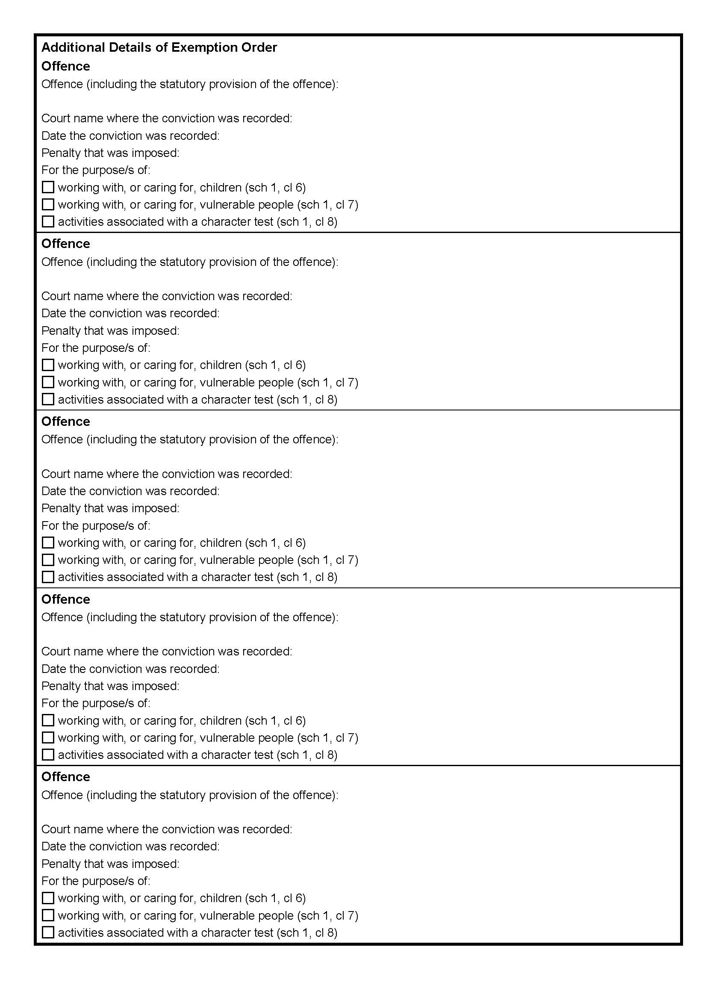 Additional Details of Exemption Order
Offence
Offence (including the statutory provision of the offence):
Court name where the conviction was recorded:
Date the conviction was recorded:
Penalty that was imposed:
For the purpose/s of:
working with, or caring for, children (sch 1, cl 6)
working with, or caring for, vulnerable people (sch 1, cl 7)
activities associated with a character test (sch 1, cl 8)
Offence
Offence (including the statutory provision of the offence):
Court name where the conviction was recorded:
Date the conviction was recorded:
Penalty that was imposed:
For the purpose/s of:
working with, or caring for, children (sch 1, cl 6)
working with, or caring for, vulnerable people (sch 1, cl 7)
activities associated with a character test (sch 1, cl 8)
Offence
Offence (including the statutory provision of the offence):
Court name where the conviction was recorded:
Date the conviction was recorded:
Penalty that was imposed:
For the purpose/s of:
working with, or caring for, children (sch 1, cl 6)
working with, or caring for, vulnerable people (sch 1, cl 7)
activities associated with a character test (sch 1, cl 8)
Offence
Offence (including the statutory provision of the offence):
Court name where the conviction was recorded:
Date the conviction was recorded:
Penalty that was imposed:
For the purpose/s of:
working with, or caring for, children (sch 1, cl 6)
working with, or caring for, vulnerable people (sch 1, cl 7)
activities associated with a character test (sch 1, cl 8)
Offence
Offence (including the statutory provision of the offence):
Court name where the conviction was recorded:
Date the conviction was recorded:
Penalty that was imposed:
For the purpose/s of:
working with, or caring for, children (sch 1, cl 6)
working with, or caring for, vulnerable people (sch 1, cl 7)
activities associated with a character test (sch 1, cl 8)